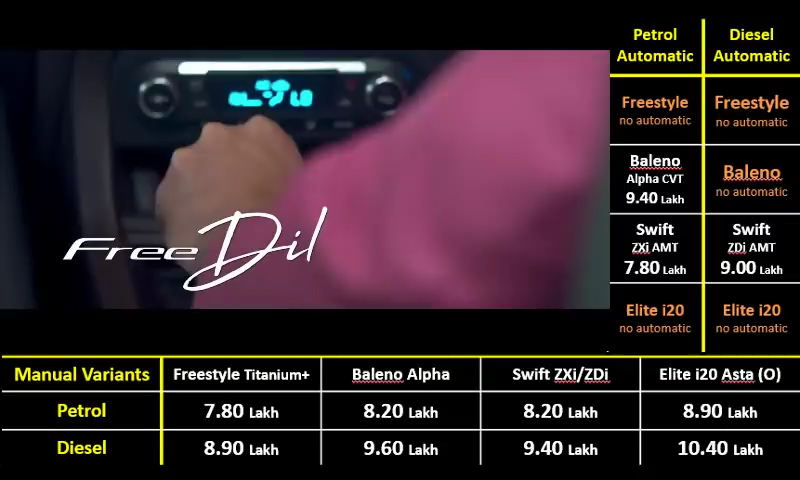 Petrol Automatic
Diesel Automatic
Freestyle
no automatic
Freestyle
no automatic
Baleno
Alpha CVT
9.40 Lakh
Baleno
no automatic
Swift
ZXi AMT
7.80 Lakh
Swift
ZDi AMT
9.00 Lakh
Elite i20
no automatic
Elite i20
no automatic
Free Dil
Manual Variants Freestyle Titanium+ Baleno Alpha Swift ZXi/ZDi Elite i20 Asta (O)
Petrol 7.80 Lakh 8.20 Lakh 8.20 Lakh 8.90 Lakh
Diesel 8.90 Lakh 9.60 Lakh 9.40 Lakh 10.40 Lakh